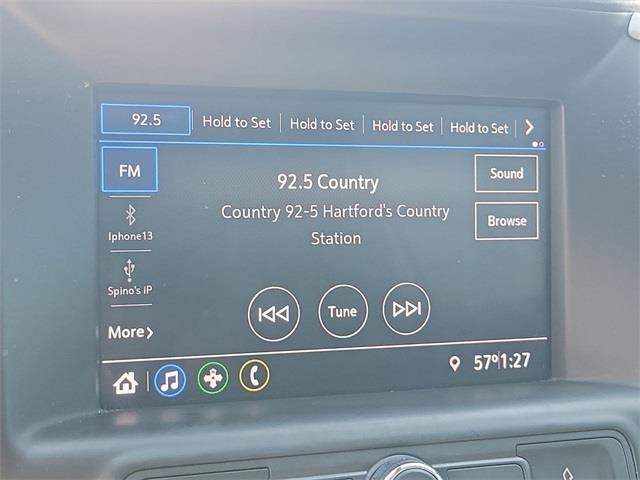 92.5 Hold to Set Hold to Set Hold to Set Hold to Set
FM
92.5 Country
Sound
Country 92-5 Hartford's Country
Station
Browse
Iphone13
Spino's iP
Tune
More
57° 1:27